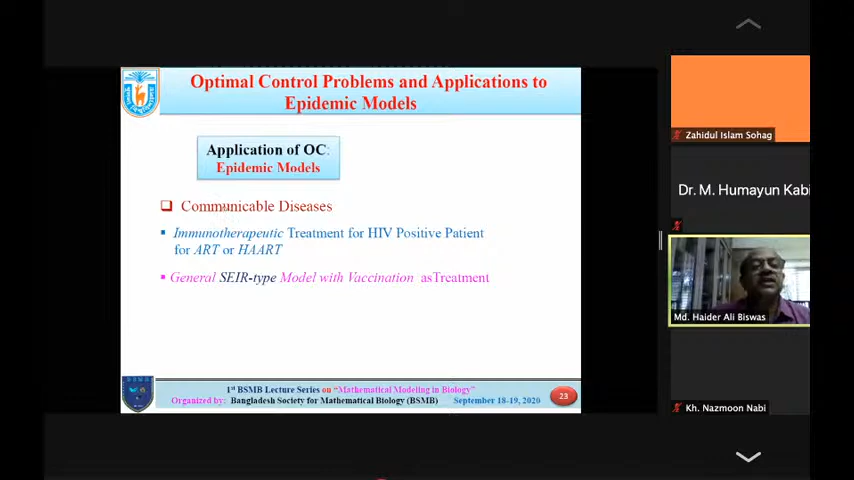 Optimal Control Problems and Applications to
Epidemic Models
Application of OC:
Epidemic Models
Communicable Diseases
Immunotherapeutic Treatment for HIV Positive Patient
for ART or HAART
General SEIR-type Model with Vaccination asTreatment
1st BSMB Lecture Series on "Mathematical Modeling in Biology"
Organized by: Bangladesh Society for Mathematical Biology (BSMB) September 18-19, 2020
23
Zahidul Islam Sohag
Dr. M. Humayun Kabi
Md. Haider Ali Biswas
Kh. Nazmoon Nabi